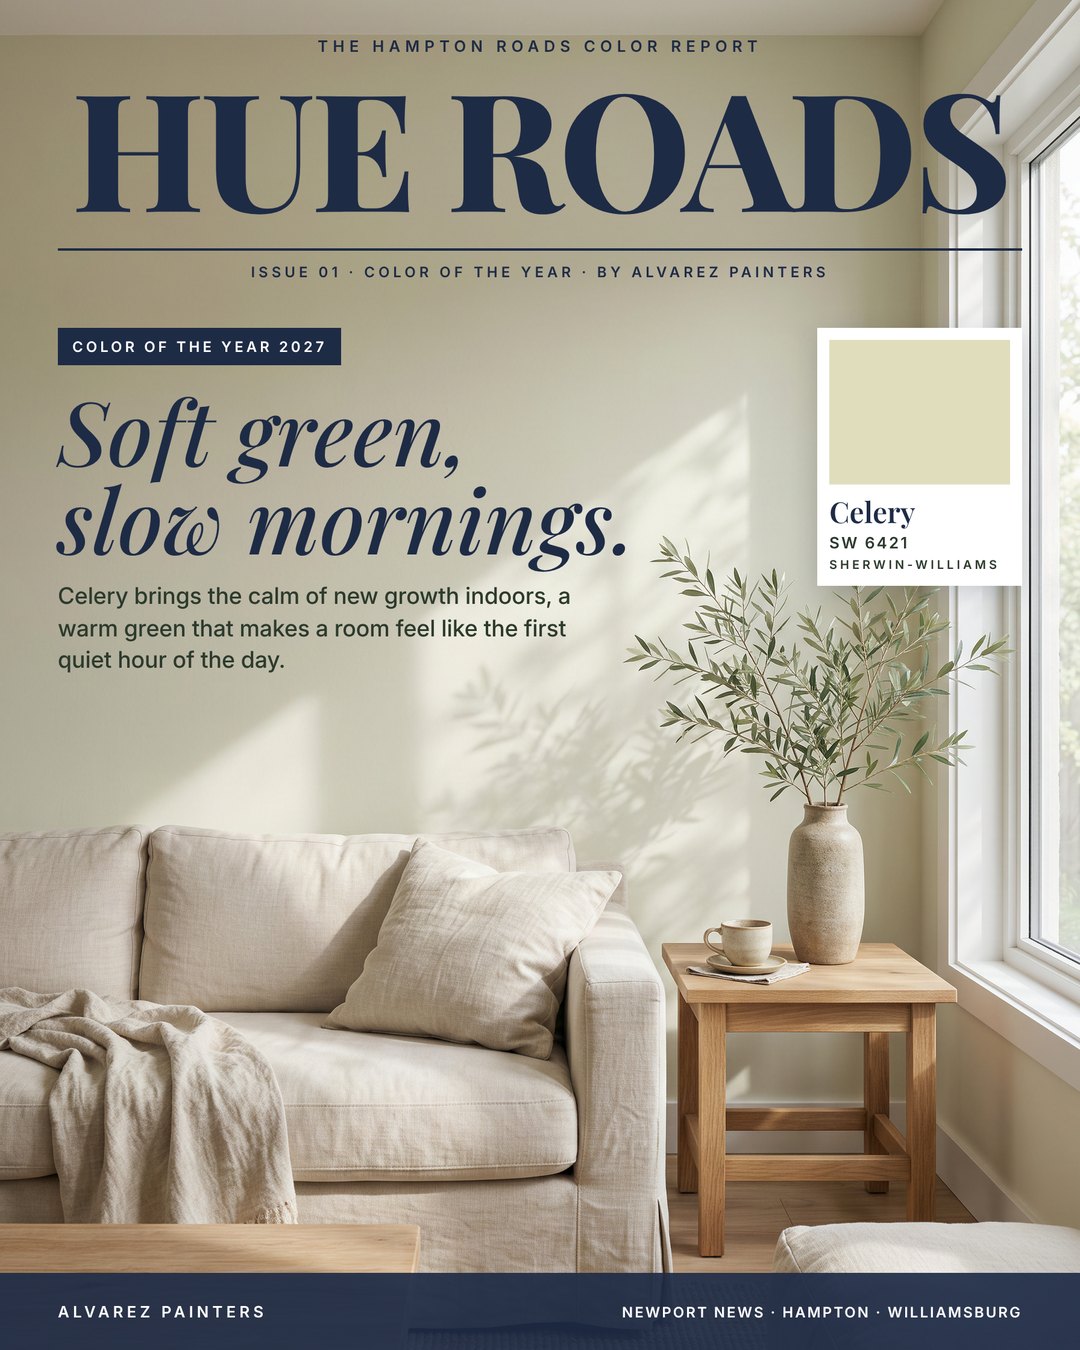 THE HAMPTON ROADS COLOR REPORT
HUE ROADS
ISSUE 01 · COLOR OF THE YEAR · BY ALVAREZ PAINTERS
COLOR OF THE YEAR 2027
Soft green,
slow mornings.
Celery brings the calm of new growth indoors, a
warm green that makes a room feel like the first
quiet hour of the day.
Celery
SW 6421
SHERWIN-WILLIAMS
ALVAREZ PAINTERS
NEWPORT NEWS · HAMPTON · WILLIAMSBURG